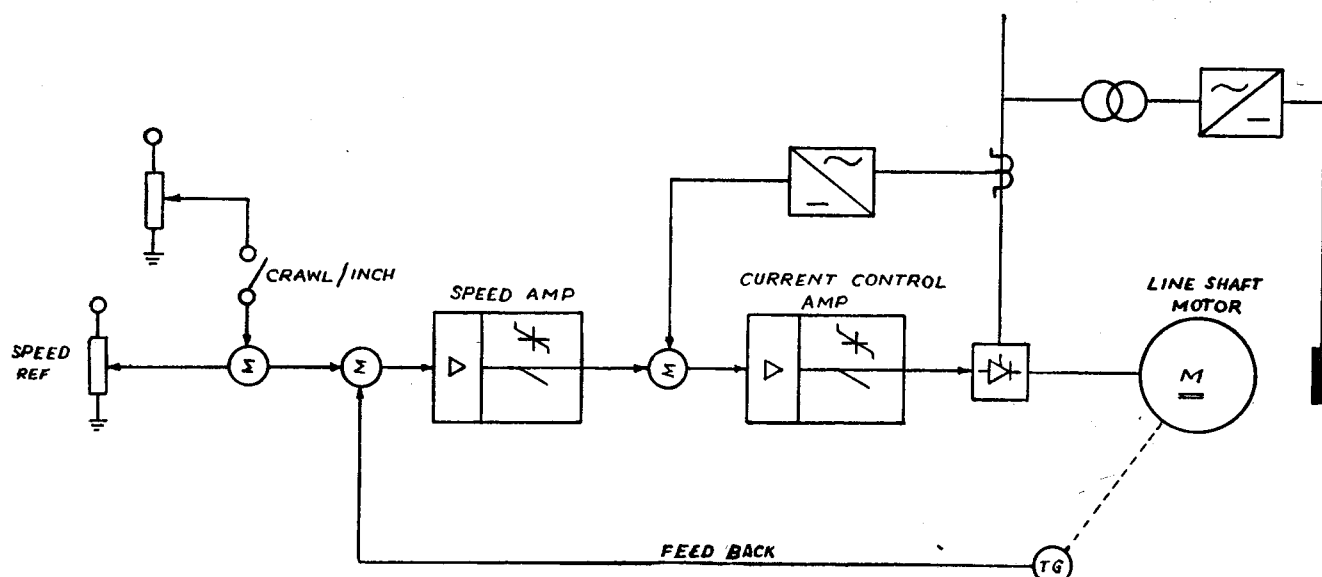 CRAWL/INCH
SPEED AMP
CURRENT CONTROL
AMP
LINE SHAFT
MOTOR
SPEED
REF
Σ
Σ
Σ
M
FEED BACK
TG